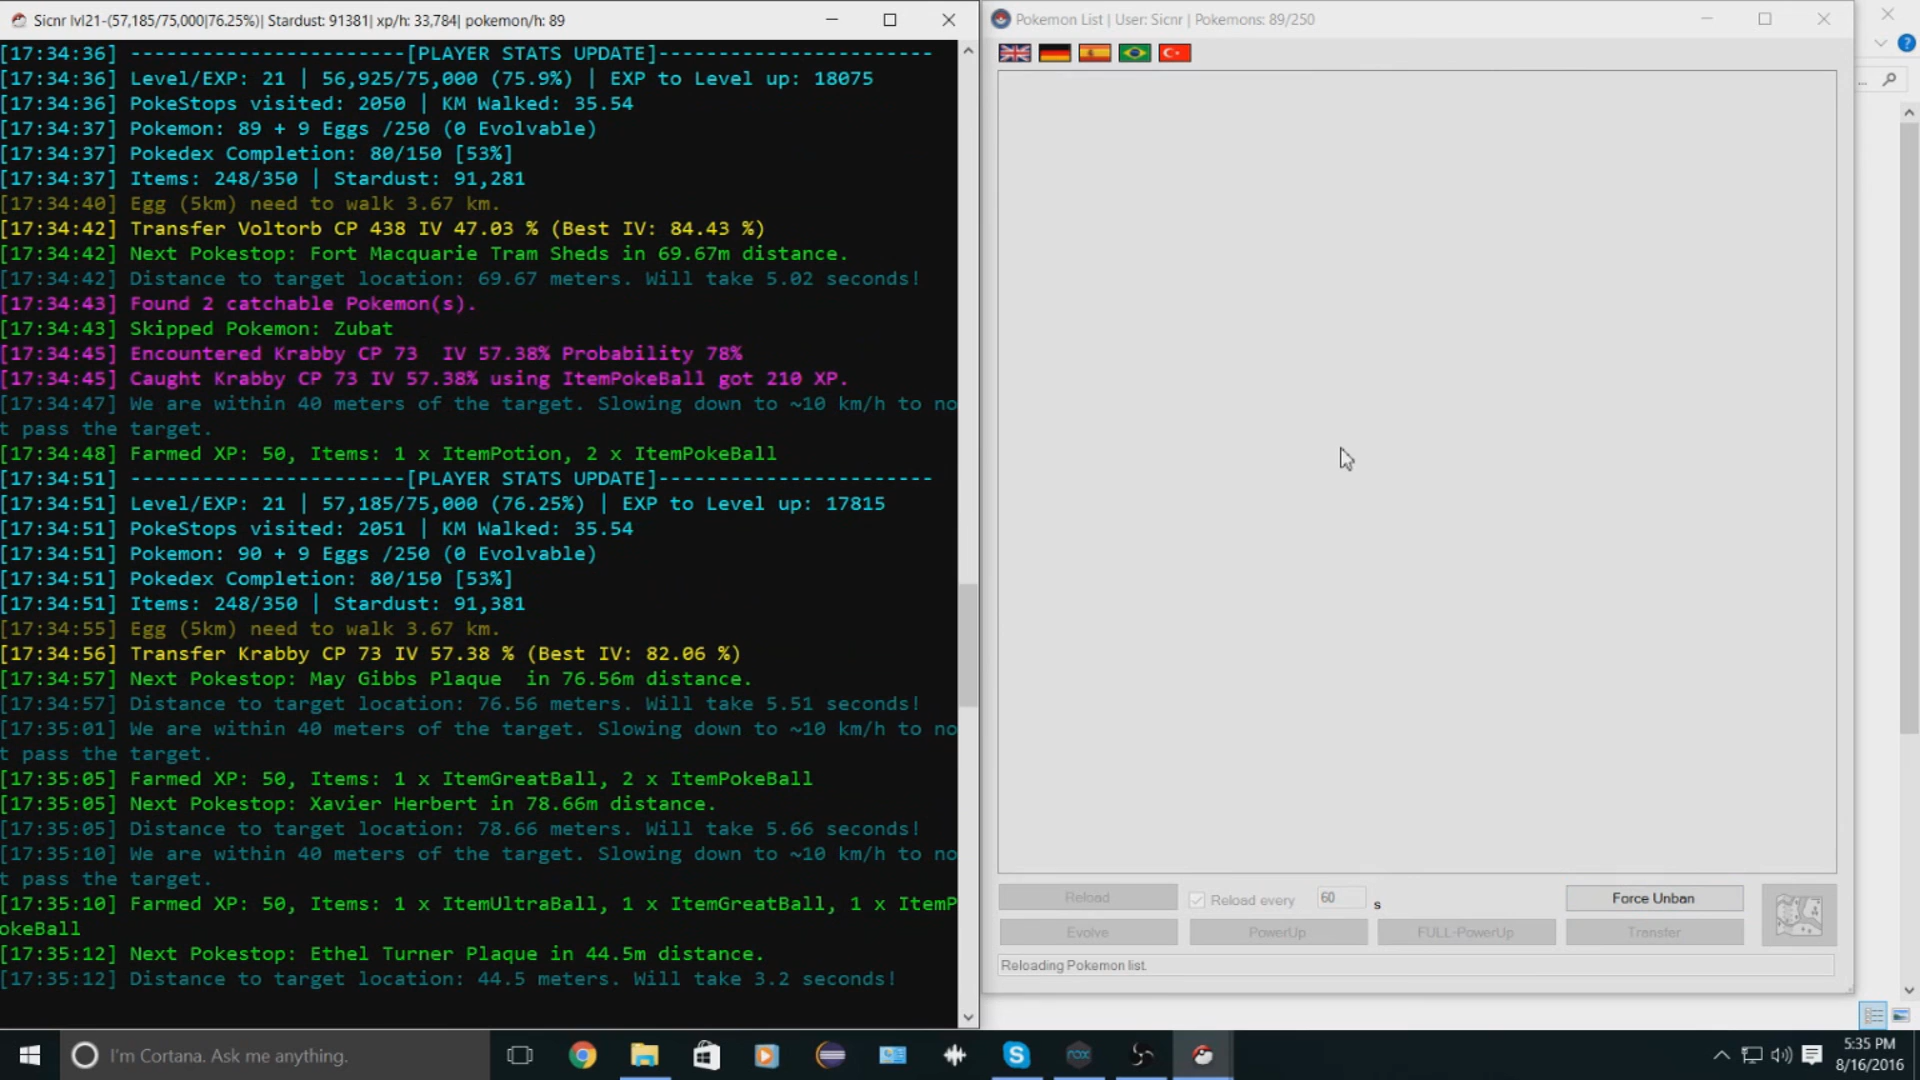 Sicnr lvl21-(57,185/75,000|76.25%)| Stardust: 91381| xp/h: 33,784| pokemon/h: 89
[17:34:36] -----------------------[PLAYER STATS UPDATE]-----------------------
[17:34:36] Level/EXP: 21 | 56,925/75,000 (75.9%) | EXP to Level up: 18075
[17:34:36] PokeStops visited: 2050 | KM Walked: 35.54
[17:34:37] Pokemon: 89 + 9 Eggs /250 (0 Evolvable)
[17:34:37] Pokedex Completion: 80/150 [53%]
[17:34:37] Items: 248/350 | Stardust: 91,281
[17:34:40] Egg (5km) need to walk 3.67 km.
[17:34:42] Transfer Voltorb CP 438 IV 47.03 % (Best IV: 84.43 %)
[17:34:42] Next Pokestop: Fort Macquarie Tram Sheds in 69.67m distance.
[17:34:42] Distance to target location: 69.67 meters. Will take 5.02 seconds!
[17:34:43] Found 2 catchable Pokemon(s).
[17:34:43] Skipped Pokemon: Zubat
[17:34:45] Encountered Krabby CP 73  IV 57.38% Probability 78%
[17:34:45] Caught Krabby CP 73 IV 57.38% using ItemPokeBall got 210 XP.
[17:34:47] We are within 40 meters of the target. Slowing down to ~10 km/h to no
t pass the target.
[17:34:48] Farmed XP: 50, Items: 1 x ItemPotion, 2 x ItemPokeBall
[17:34:51] -----------------------[PLAYER STATS UPDATE]-----------------------
[17:34:51] Level/EXP: 21 | 57,185/75,000 (76.25%) | EXP to Level up: 17815
[17:34:51] PokeStops visited: 2051 | KM Walked: 35.54
[17:34:51] Pokemon: 90 + 9 Eggs /250 (0 Evolvable)
[17:34:51] Pokedex Completion: 80/150 [53%]
[17:34:51] Items: 248/350 | Stardust: 91,381
[17:34:55] Egg (5km) need to walk 3.67 km.
[17:34:56] Transfer Krabby CP 73 IV 57.38 % (Best IV: 82.06 %)
[17:34:57] Next Pokestop: May Gibbs Plaque  in 76.56m distance.
[17:34:57] Distance to target location: 76.56 meters. Will take 5.51 seconds!
[17:35:01] We are within 40 meters of the target. Slowing down to ~10 km/h to no
t pass the target.
[17:35:05] Farmed XP: 50, Items: 1 x ItemGreatBall, 2 x ItemPokeBall
[17:35:05] Next Pokestop: Xavier Herbert in 78.66m distance.
[17:35:05] Distance to target location: 78.66 meters. Will take 5.66 seconds!
[17:35:10] We are within 40 meters of the target. Slowing down to ~10 km/h to no
t pass the target.
[17:35:10] Farmed XP: 50, Items: 1 x ItemUltraBall, 1 x ItemGreatBall, 1 x ItemP
okeBall
[17:35:12] Next Pokestop: Ethel Turner Plaque in 44.5m distance.
[17:35:12] Distance to target location: 44.5 meters. Will take 3.2 seconds!
Pokemon List | User: Sicnr | Pokemons: 89/250
...
Reload
Reload every 60 s
Force Unban
Evolve
PowerUp
FULL-PowerUp
Transfer
Reloading Pokemon list
I'm Cortana. Ask me anything.
nox
5:35 PM
8/16/2016